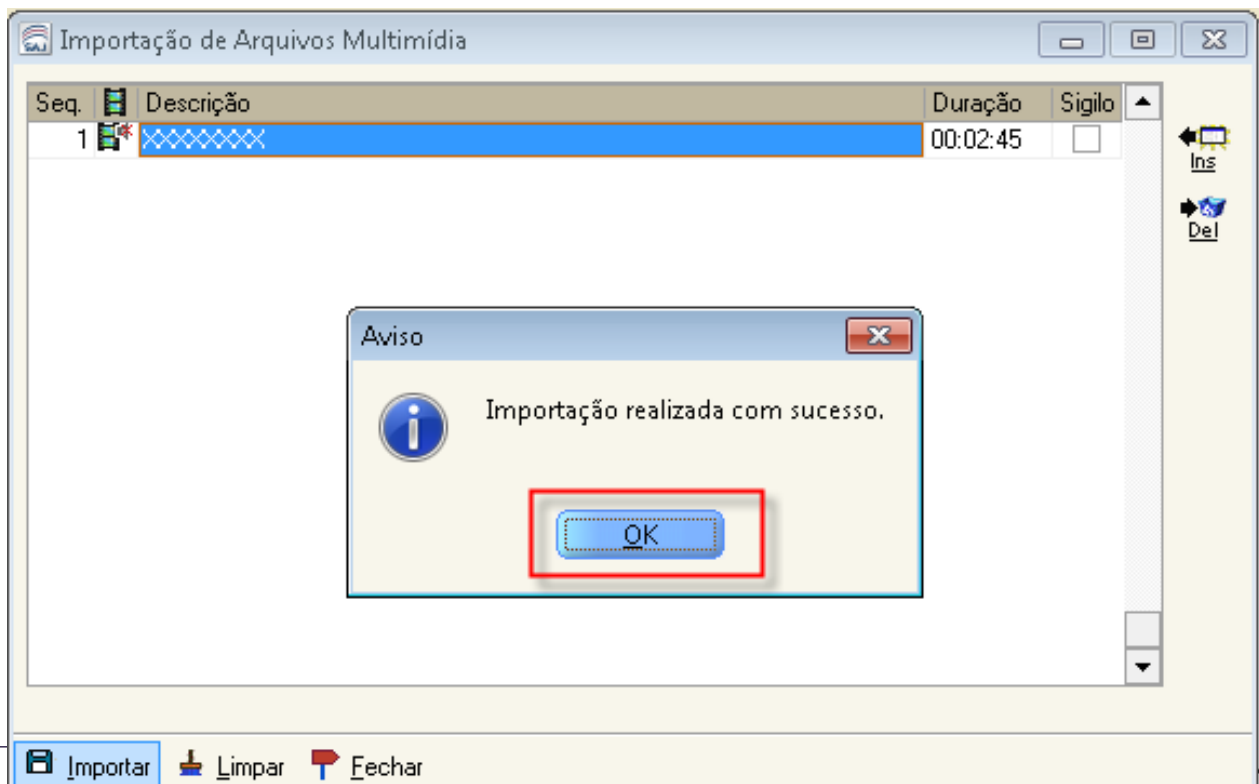 Importação de Arquivos Multimídia
Seq. Descrição Duração Sigilo
1 XXXXXXXX 00:02:45
Ins
Del
Aviso
Importação realizada com sucesso.
OK
Importar Limpar Fechar